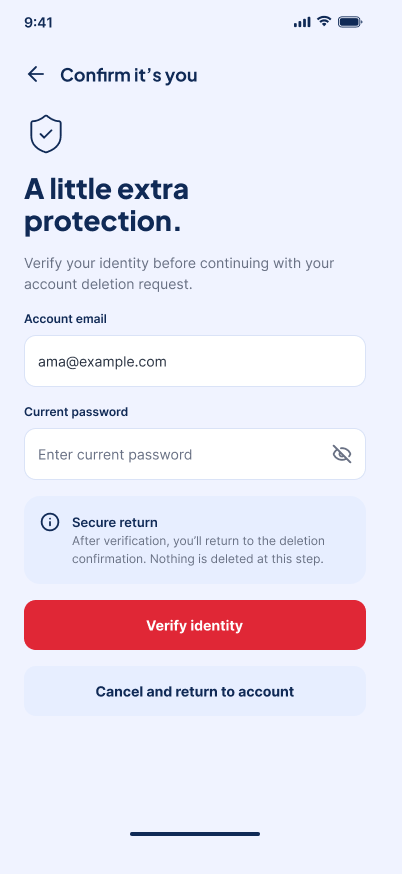 9:41
Confirm it’s you
A little extra
protection.
Verify your identity before continuing with your
account deletion request.
Account email
ama@example.com
Current password
Enter current password
Secure return
After verification, you’ll return to the deletion
confirmation. Nothing is deleted at this step.
Verify identity
Cancel and return to account